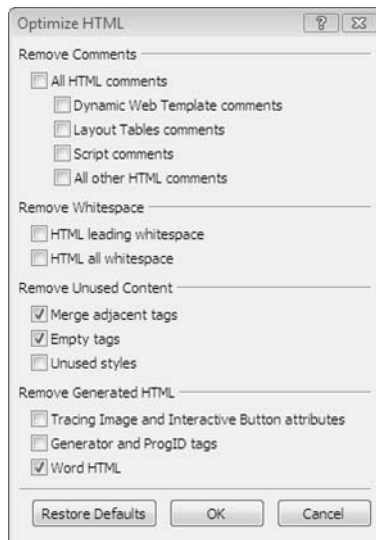 Optimize HTML
Remove Comments
All HTML comments
Dynamic Web Template comments
Layout Tables comments
Script comments
All other HTML comments
Remove Whitespace
HTML leading whitespace
HTML all whitespace
Remove Unused Content
Merge adjacent tags
Empty tags
Unused styles
Remove Generated HTML
Tracing Image and Interactive Button attributes
Generator and ProgID tags
Word HTML
Restore Defaults OK Cancel